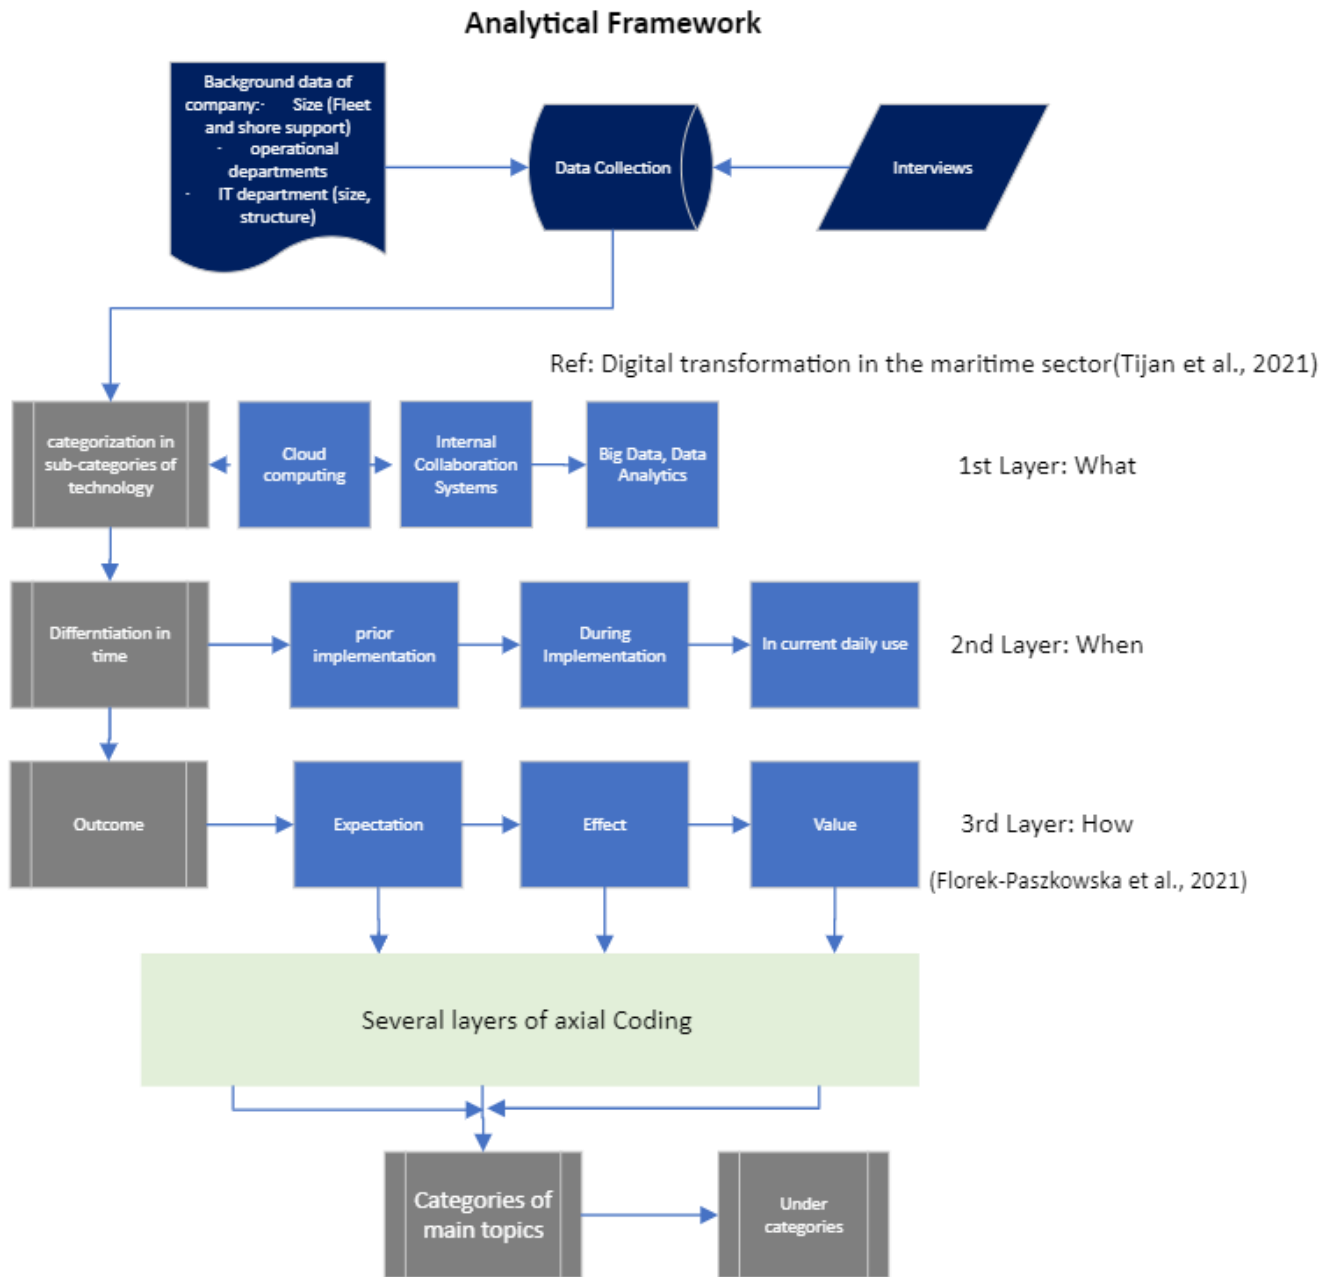 Analytical Framework
Background data of
company:-    Size (Fleet
and shore support)
-    operational
departments
-    IT department (size,
structure)
Data Collection
Interviews
Ref: Digital transformation in the maritime sector(Tijan et al., 2021)
categorization in
sub-categories of
technology
Cloud
computing
Internal
Collaboration
Systems
Big Data, Data
Analytics
1st Layer: What
Differntiation in
time
prior
implementation
During
Implementation
In current daily use
2nd Layer: When
Outcome
Expectation
Effect
Value
3rd Layer: How
(Florek-Paszkowska et al., 2021)
Several layers of axial Coding
Categories of
main topics
Under
categories